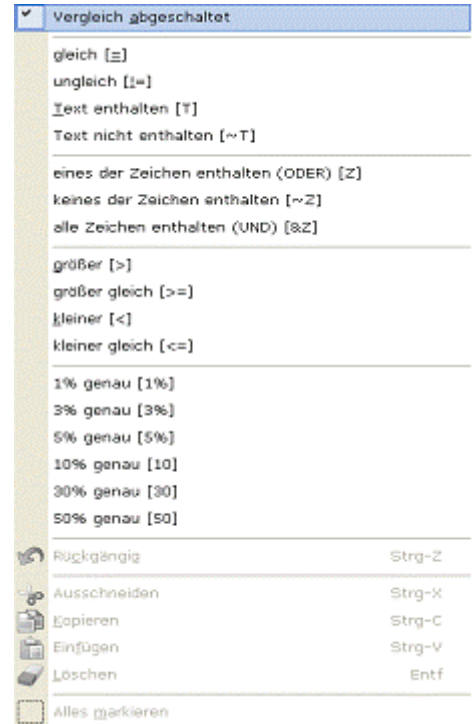 Vergleich abgeschaltet
gleich [=]
ungleich [!=]
Text enthalten [T]
Text nicht enthalten [~T]
eines der Zeichen enthalten (ODER) [Z]
keines der Zeichen enthalten [~Z]
alle Zeichen enthalten (UND) [&Z]
größer [>]
größer gleich [>=]
kleiner [<]
kleiner gleich [<=]
1% genau [1%]
3% genau [3%]
5% genau [5%]
10% genau [10]
30% genau [30]
50% genau [50]
Rückgängig Strg-Z
Ausschneiden Strg-X
Kopieren Strg-C
Einfügen Strg-V
Löschen Entf
Alles markieren